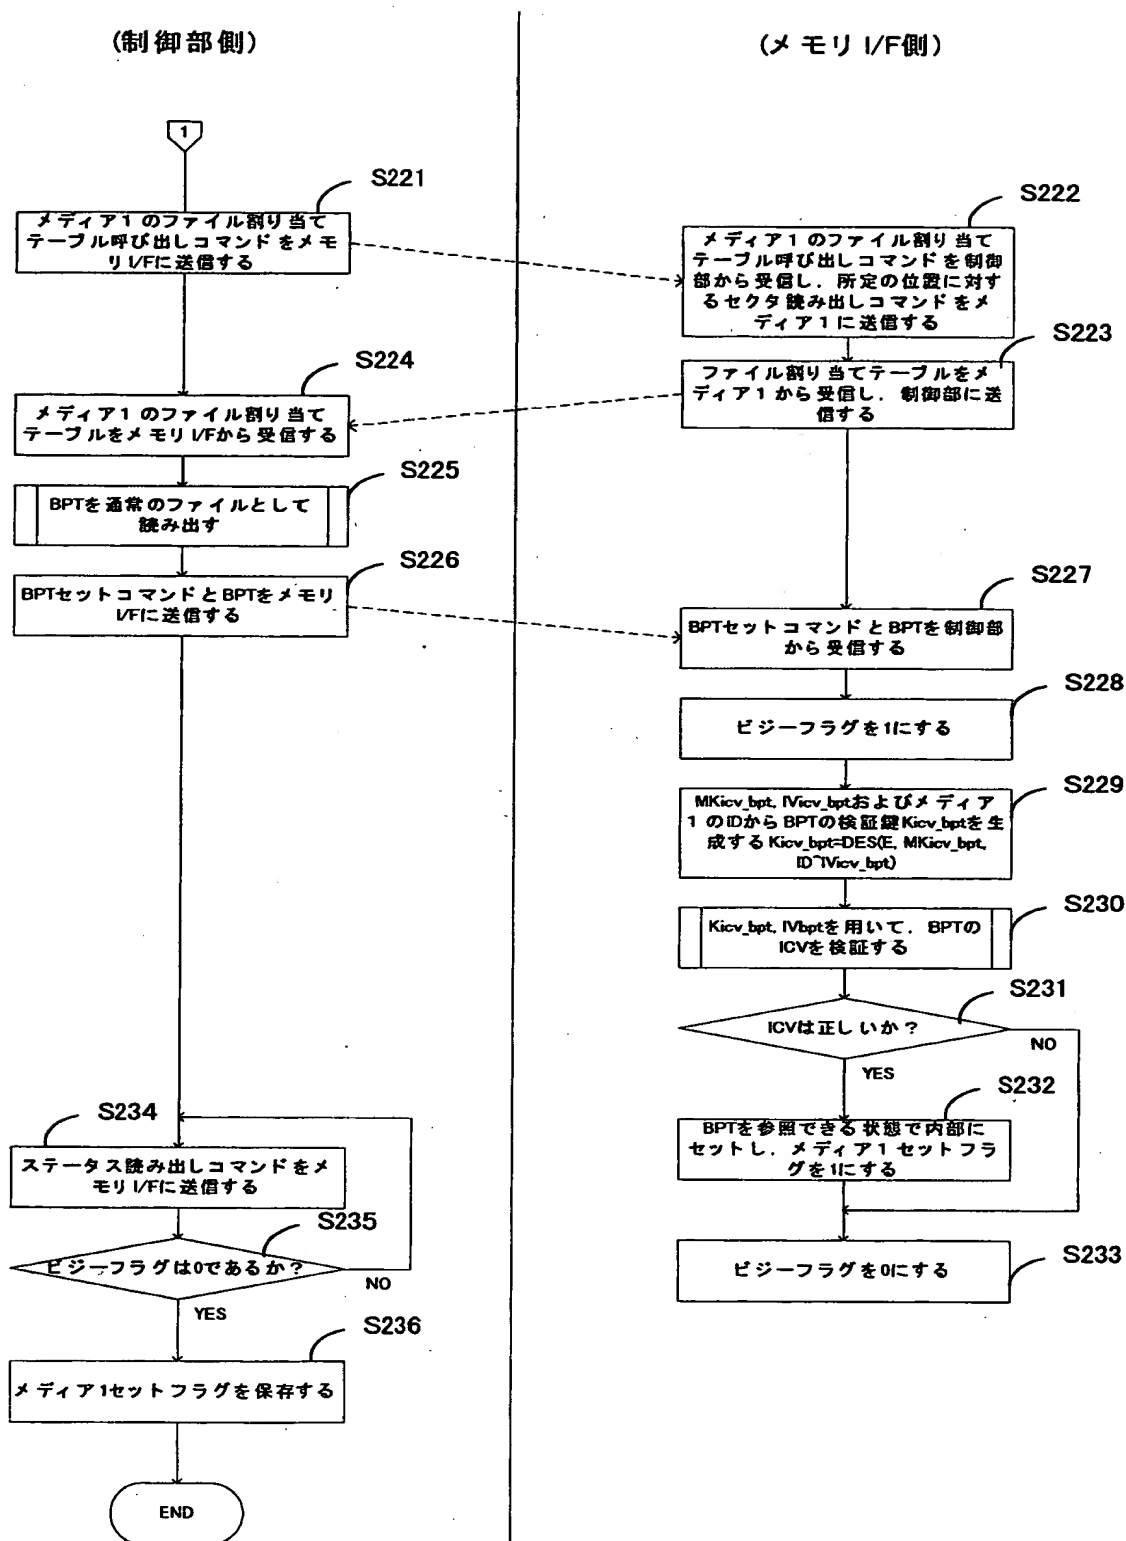 (制御部側)
(メモリI/F側)
1
S221
メディア1のファイル割り当て
テーブル呼び出しコマンドをメモ
リI/Fに送信する
S222
メディア1のファイル割り当て
テーブル呼び出しコマンドを制御
部から受信し，所定の位置に対す
るセクタ読み出しコマンドをメ
ディア1に送信する
S223
ファイル割り当てテーブルをメ
ディア1から受信し，制御部に送
信する
S224
メディア1のファイル割り当て
テーブルをメモリI/Fから受信する
S225
BPTを通常のファイルとして
読み出す
S226
BPTセットコマンドとBPTをメモリ
I/Fに送信する
S227
BPTセットコマンドとBPTを制御部
から受信する
S228
ビジーフラグを1にする
S229
MKicv_bpt, IVicv_bptおよびメディア
1のIDからBPTの検証鍵Kicv_bptを生
成するKicv_bpt=DES(E, MKicv_bpt,
ID^IVicv_bpt)
S230
Kicv_bpt, IVbptを用いて，BPTの
ICVを検証する
S231
ICVは正しいか？
NO
YES
S232
BPTを参照できる状態で内部に
セットし，メディア1セットフラ
グを1にする
S233
ビジーフラグを0にする
S234
ステータス読み出しコマンドをメ
モリI/Fに送信する
S235
ビジーフラグは0であるか？
NO
YES
S236
メディア1セットフラグを保存する
END